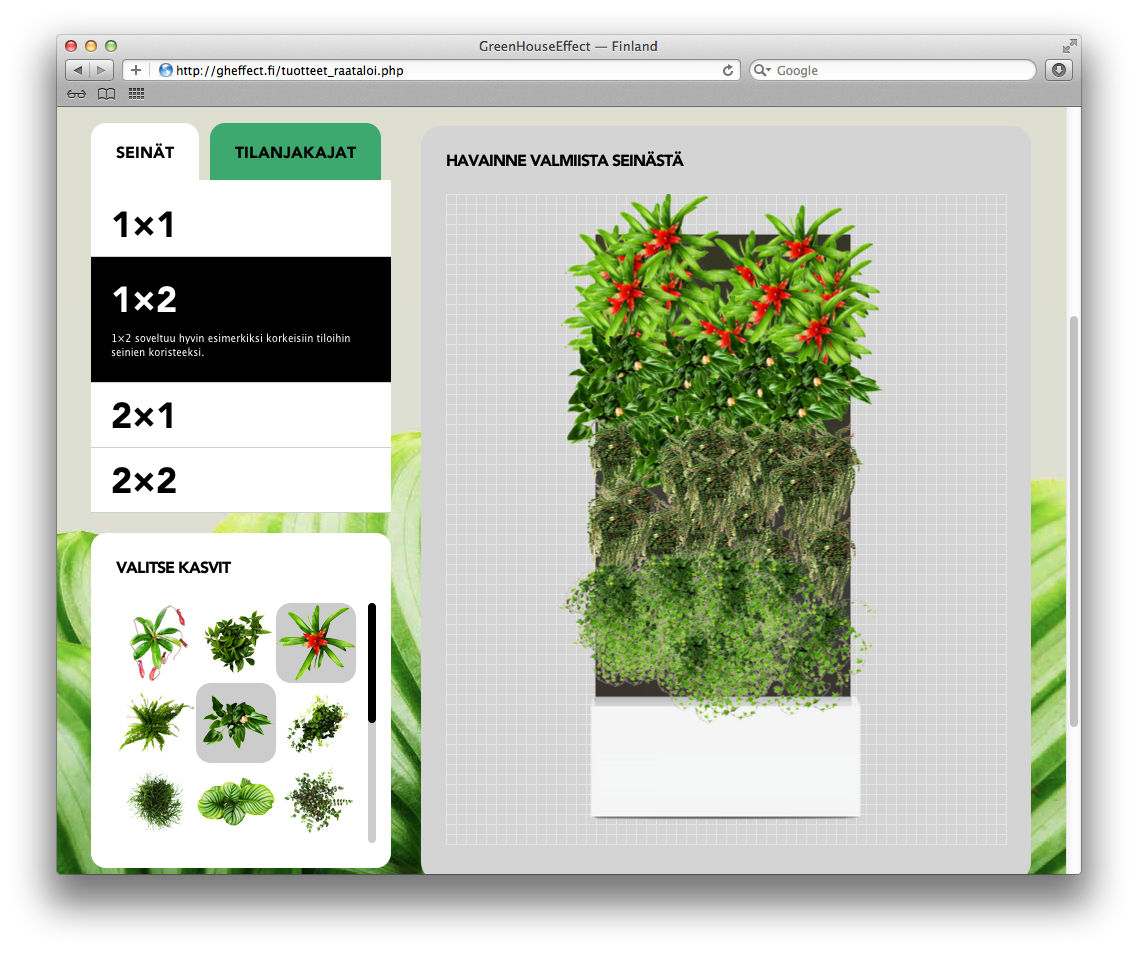 GreenHouseEffect — Finland
http://gheffect.fi/tuotteet_raataloi.php
Google
SEINÄT
TILANJAKAJAT
1×1
1×2
1×2 soveltuu hyvin esimerkiksi korkeisiin tiloihin
seinien koristeeksi.
2×1
2×2
VALITSE KASVIT
HAVAINNE VALMIISTA SEINÄSTÄ